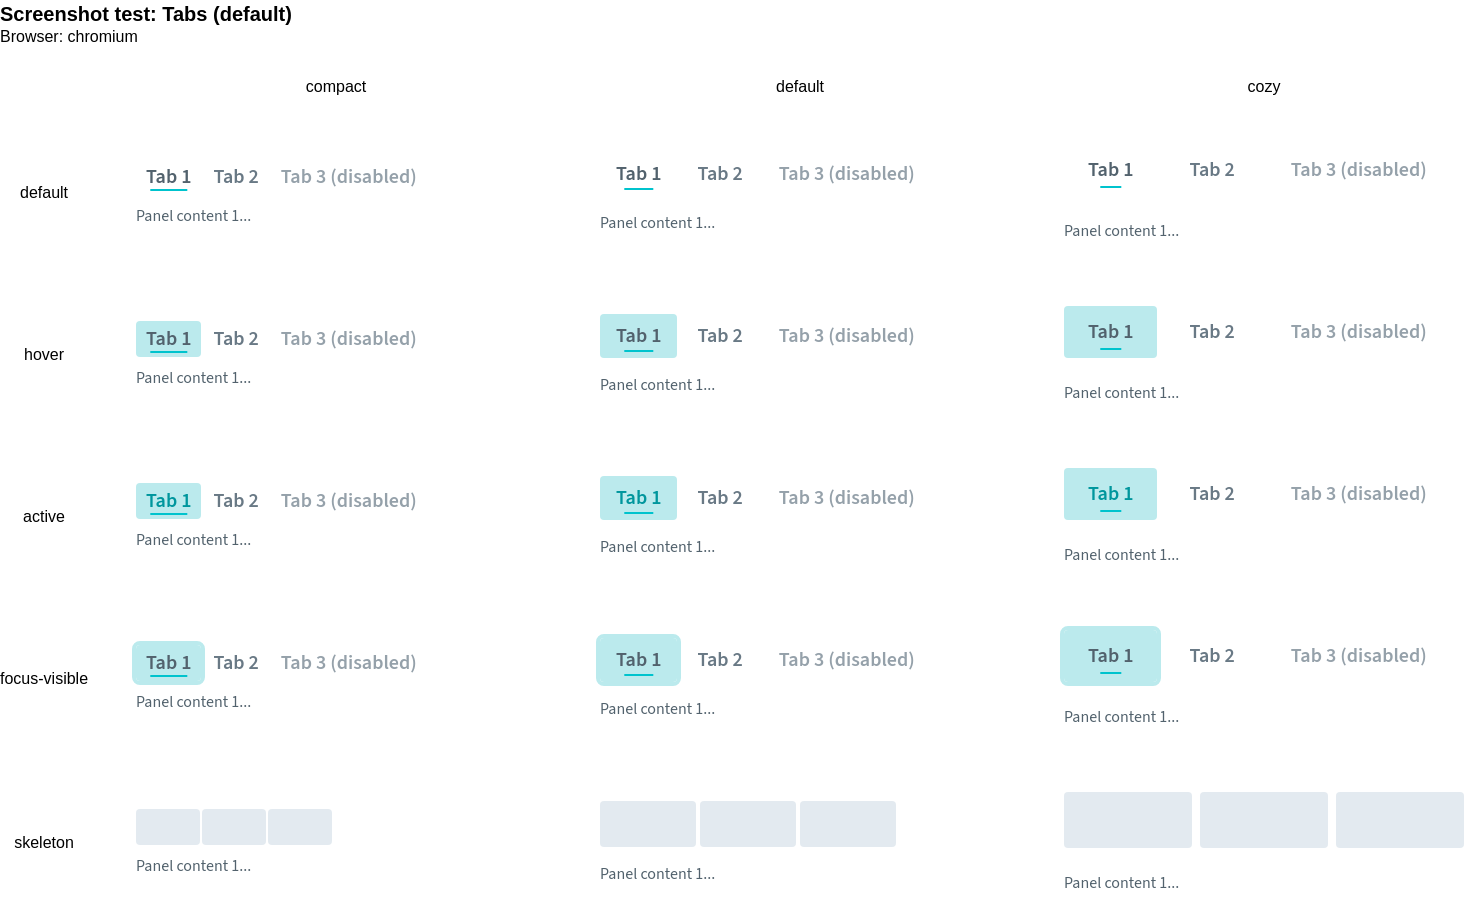 Screenshot test: Tabs (default)
Browser: chromium
compact default cozy
default Tab 1 Tab 2 Tab 3 (disabled) Tab 1 Tab 2 Tab 3 (disabled) Tab 1 Tab 2 Tab 3 (disabled)
Panel content 1... Panel content 1... Panel content 1...
hover Tab 1 Tab 2 Tab 3 (disabled) Tab 1 Tab 2 Tab 3 (disabled) Tab 1 Tab 2 Tab 3 (disabled)
Panel content 1... Panel content 1... Panel content 1...
active Tab 1 Tab 2 Tab 3 (disabled) Tab 1 Tab 2 Tab 3 (disabled) Tab 1 Tab 2 Tab 3 (disabled)
Panel content 1... Panel content 1... Panel content 1...
focus-visible Tab 1 Tab 2 Tab 3 (disabled) Tab 1 Tab 2 Tab 3 (disabled) Tab 1 Tab 2 Tab 3 (disabled)
Panel content 1... Panel content 1... Panel content 1...
skeleton
Panel content 1... Panel content 1... Panel content 1...